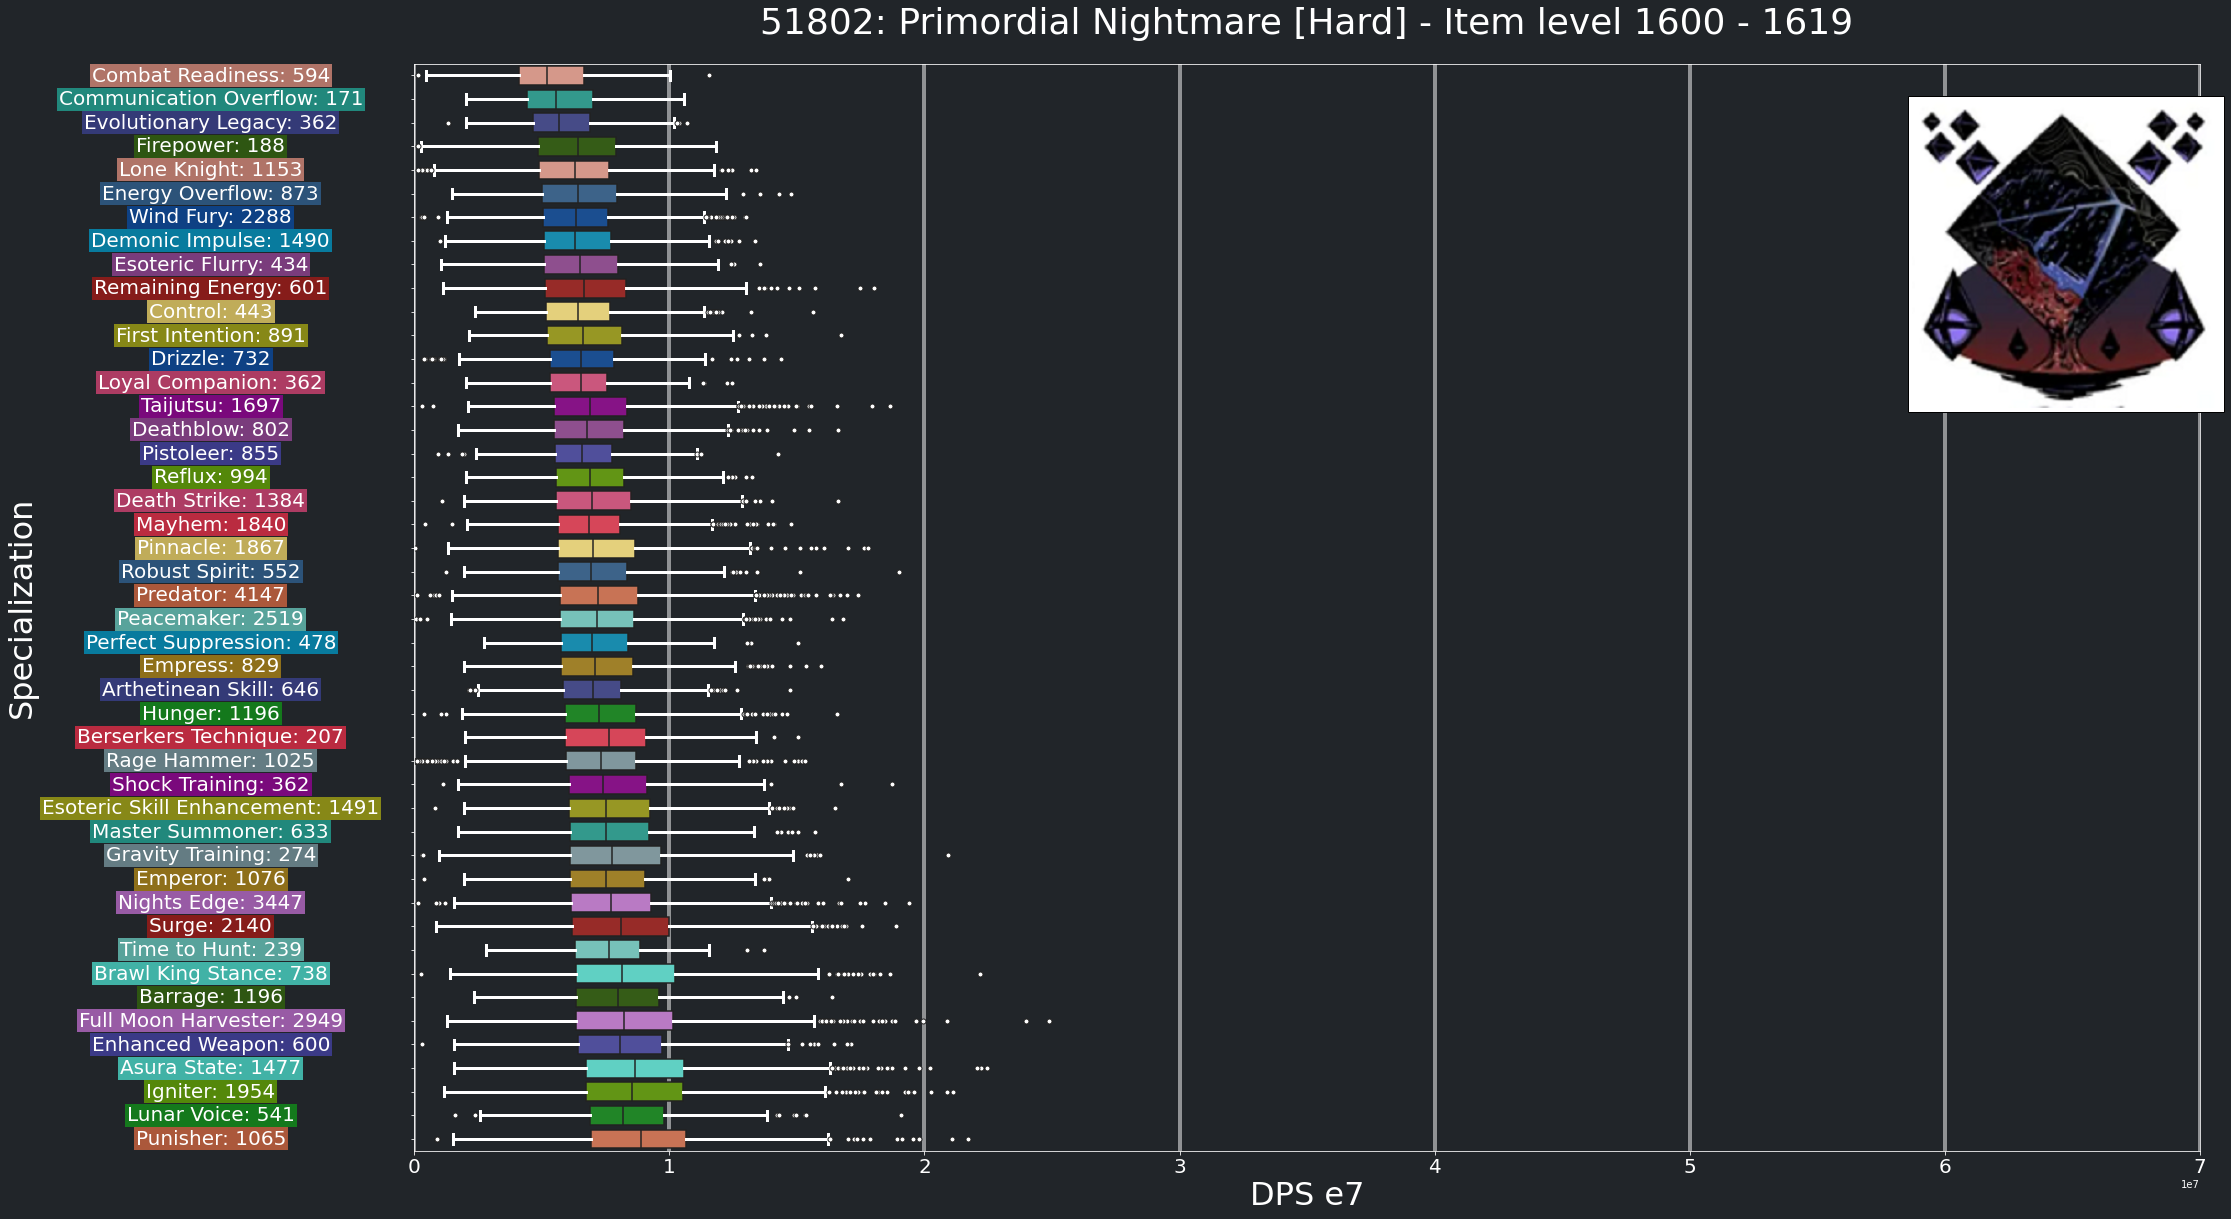 51802: Primordial Nightmare [Hard] - Item level 1600 - 1619
Combat Readiness: 594
Communication Overflow: 171
Evolutionary Legacy: 362
Firepower: 188
Lone Knight: 1153
Energy Overflow: 873
Wind Fury: 2288
Demonic Impulse: 1490
Esoteric Flurry: 434
Remaining Energy: 601
Control: 443
First Intention: 891
Drizzle: 732
Loyal Companion: 362
Taijutsu: 1697
Deathblow: 802
Pistoleer: 855
Reflux: 994
Death Strike: 1384
Mayhem: 1840
Pinnacle: 1867
Robust Spirit: 552
Predator: 4147
Peacemaker: 2519
Perfect Suppression: 478
Empress: 829
Arthetinean Skill: 646
Hunger: 1196
Berserkers Technique: 207
Rage Hammer: 1025
Shock Training: 362
Esoteric Skill Enhancement: 1491
Master Summoner: 633
Gravity Training: 274
Emperor: 1076
Nights Edge: 3447
Surge: 2140
Time to Hunt: 239
Brawl King Stance: 738
Barrage: 1196
Full Moon Harvester: 2949
Enhanced Weapon: 600
Asura State: 1477
Igniter: 1954
Lunar Voice: 541
Punisher: 1065
Specialization
0 1 2 3 4 5 6 7
DPS e7
1e7